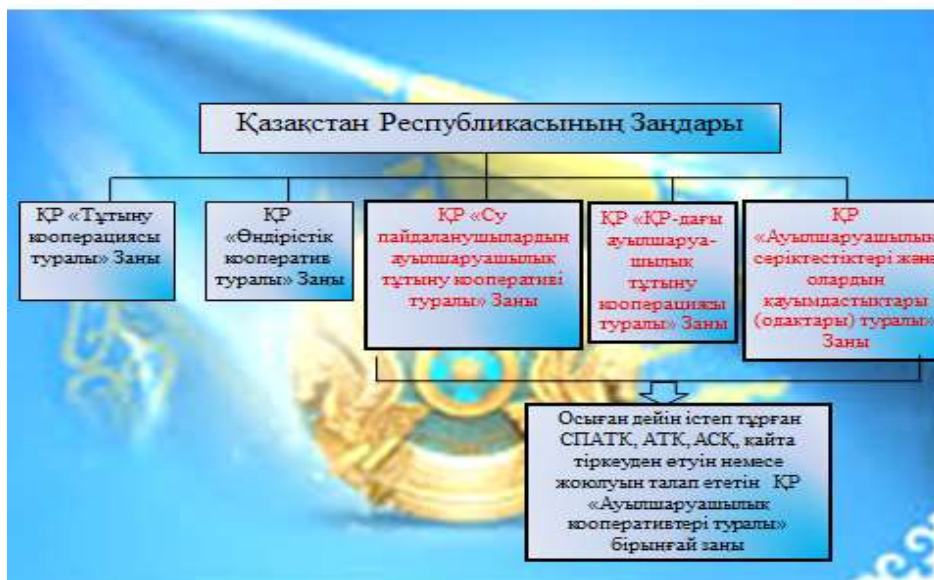 Қазақстан Республикасының Заңдары
ҚР «Тұтыну
кооперациясы
туралы» Заңы
ҚР
«Өндірістік
кооператив
туралы» Заңы
ҚР «Су
пайдаланушылардың
ауылшаруашылық
тұтыну кооперативі
туралы» Заңы
ҚР «ҚР-дағы
ауылшаруа-
шылық
тұтыну
кооперациясы
туралы» Заңы
ҚР
«Ауылшаруашылық
серіктестіктері және
олардың
қауымдастықтары
(одақтары) туралы»
Заңы
Осыған дейін істеп тұрған
СПАТК, АТК, АСҚ, қайта
тіркеуден өтуін немесе
жойылуын талап ететін ҚР
«Ауылшаруашылық
кооперативтері туралы»
бірыңғай заңы